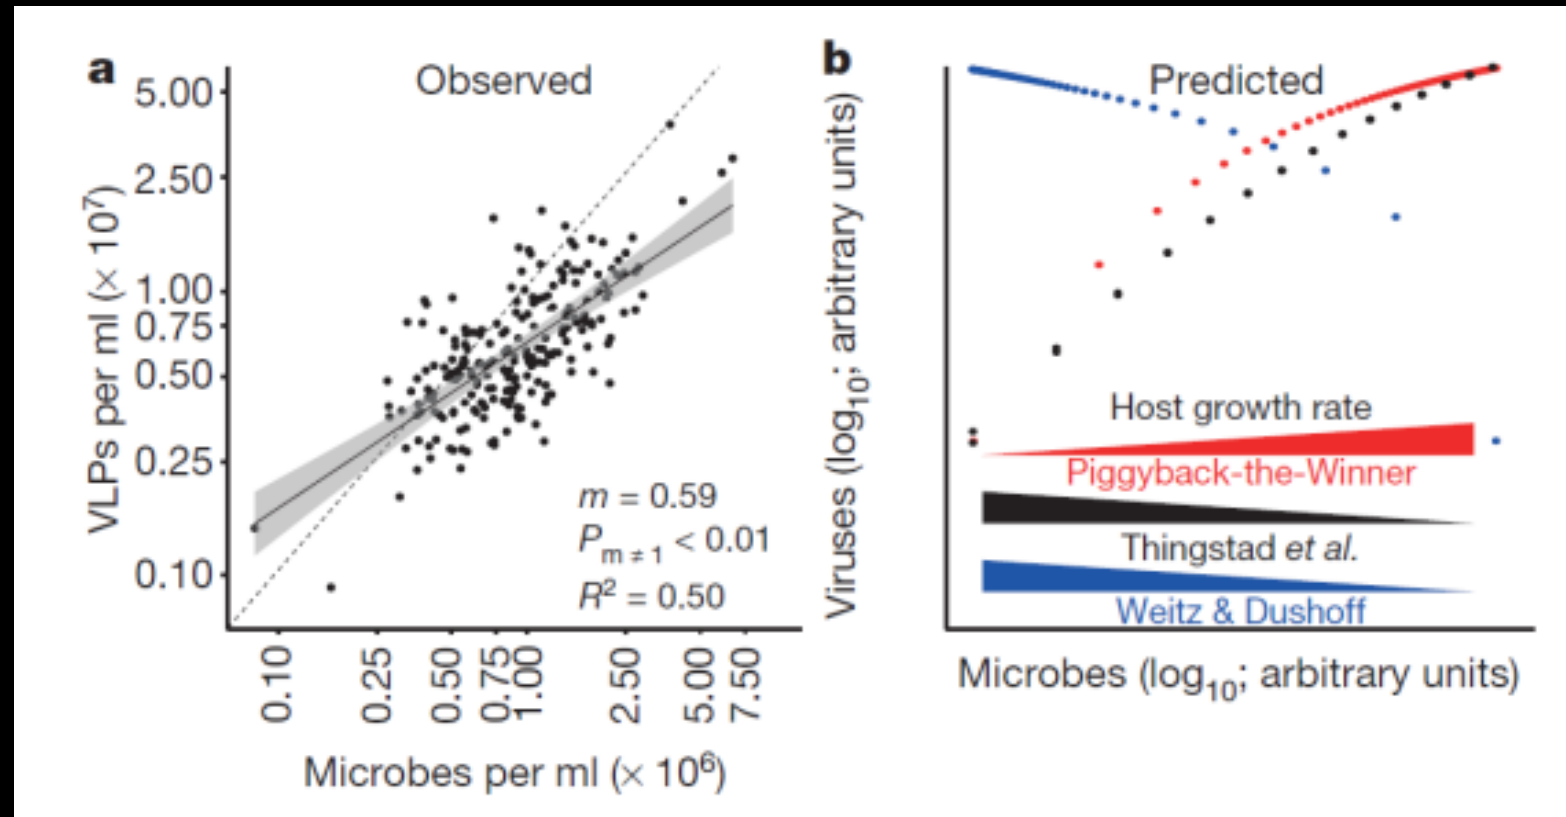 a
Observed
VLPs per ml (× 10⁷)
5.00
2.50
1.00
0.75
0.50
0.25
0.10
m = 0.59
Pₘ ≠ ₁ < 0.01
R² = 0.50
0.10
0.25
0.50
0.75
1.00
2.50
5.00
7.50
Microbes per ml (× 10⁶)
b
Predicted
Viruses (log₁₀; arbitrary units)
Host growth rate
Piggyback-the-Winner
Thingstad et al.
Weitz & Dushoff
Microbes (log₁₀; arbitrary units)